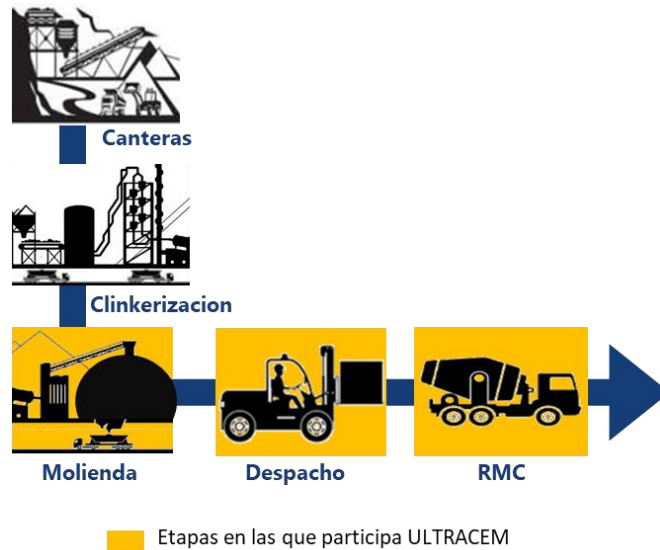 Canteras
Clinkerizacion
Molienda
Despacho
RMC
Etapas en las que participa ULTRACEM